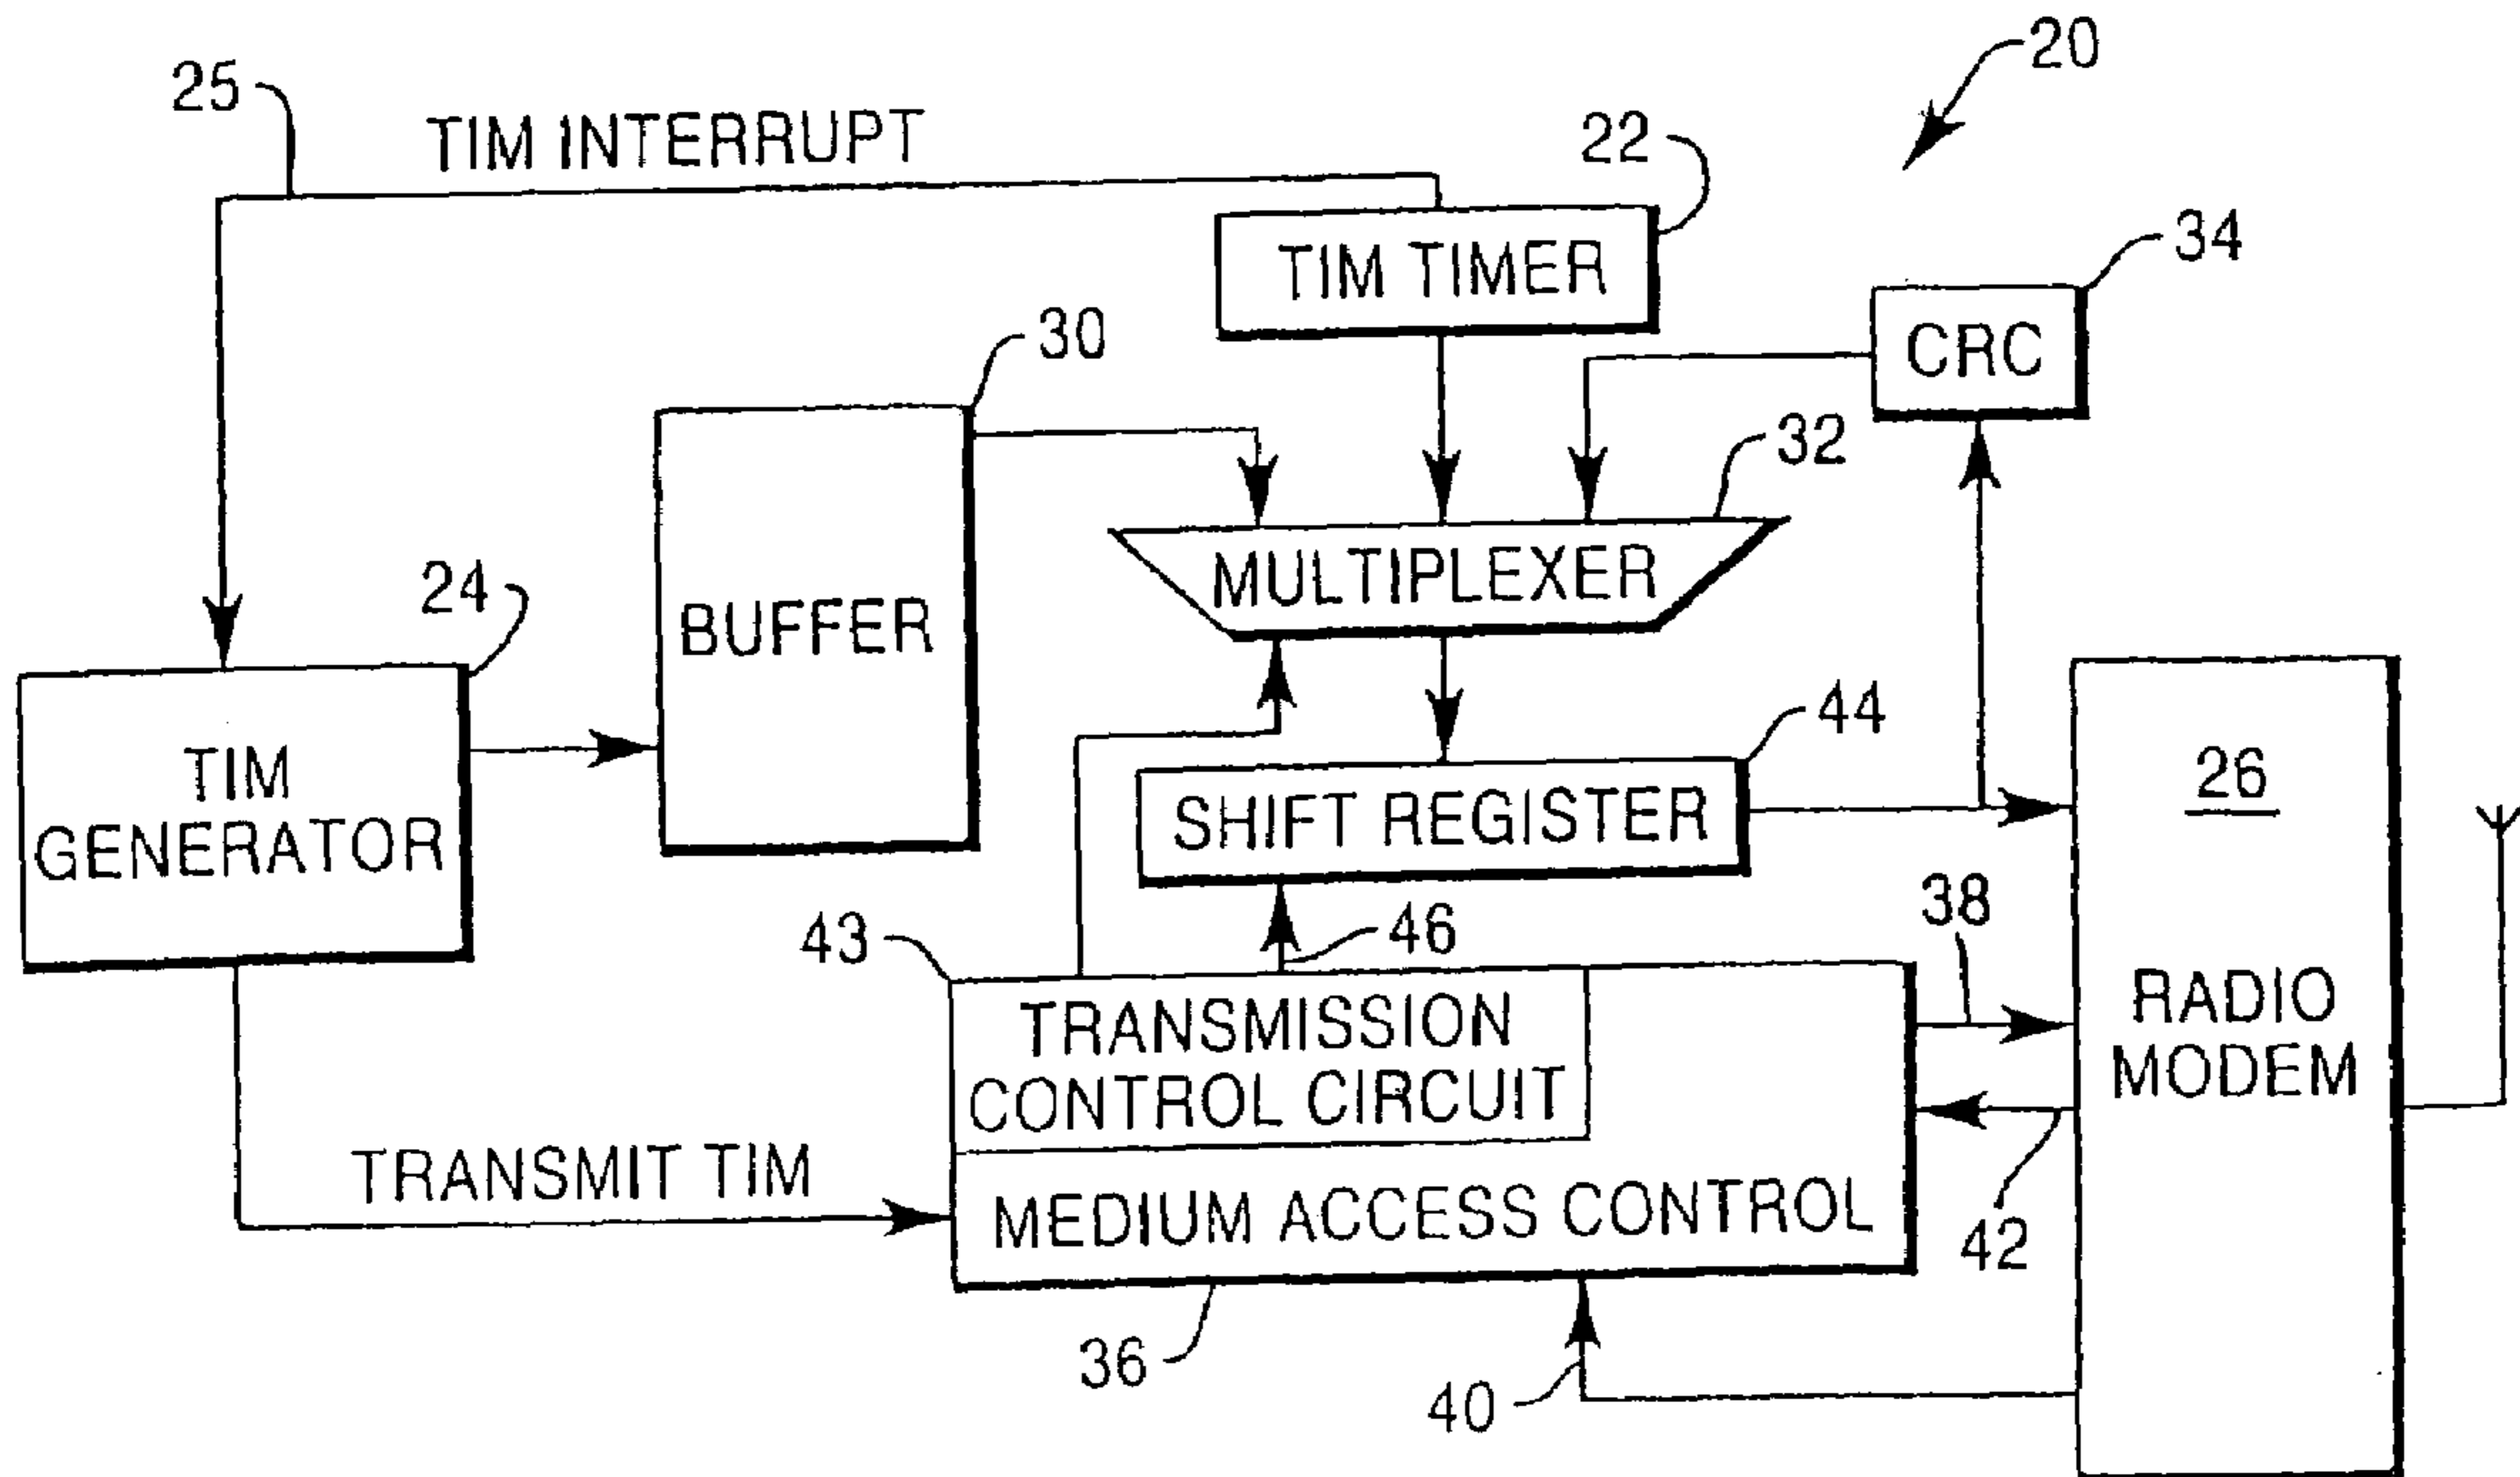 20
25
TIM INTERRUPT
22
TIM TIMER
34
CRC
30
32
MULTIPLEXER
24
BUFFER
44
26
TIM
GENERATOR
SHIFT REGISTER
38
43
46
RADIO
MODEM
TRANSMISSION
CONTROL CIRCUIT
TRANSMIT TIM
MEDIUM ACCESS CONTROL
42
36
40